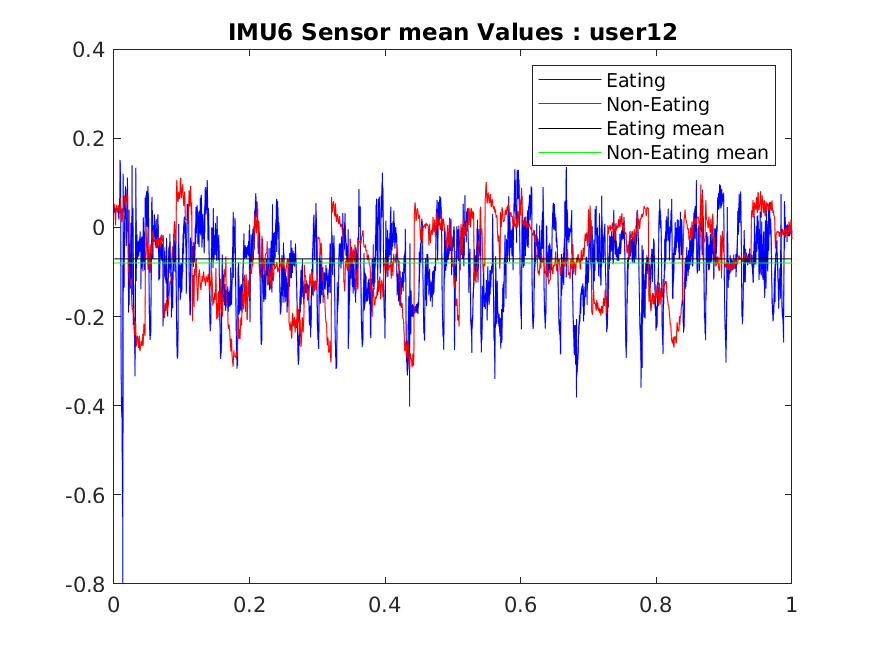 IMU6 Sensor mean Values : user12
0.4
0.2
0
-0.2
-0.4
-0.6
-0.8
Eating
Non-Eating
Eating mean
Non-Eating mean
0 0.2 0.4 0.6 0.8 1